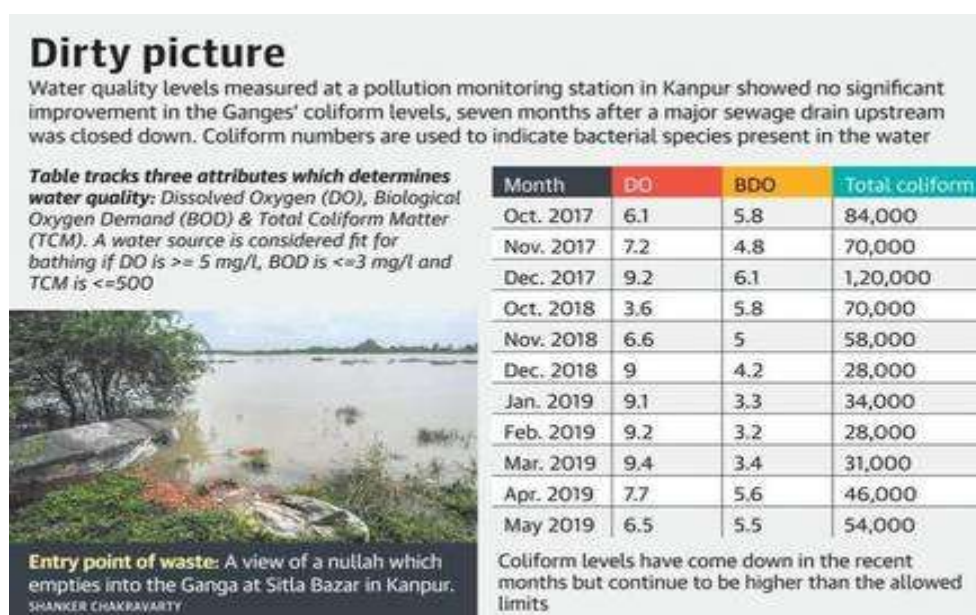 Dirty picture
Water quality levels measured at a pollution monitoring station in Kanpur showed no significant
improvement in the Ganges' coliform levels, seven months after a major sewage drain upstream
was closed down. Coliform numbers are used to indicate bacterial species present in the water
Table tracks three attributes which determines
water quality: Dissolved Oxygen (DO), Biological
Oxygen Demand (BOD) & Total Coliform Matter
(TCM). A water source is considered fit for
bathing if DO is >= 5 mg/l, BOD is <=3 mg/l and
TCM is <=500
Month DO BDO Total coliform
Oct. 2017 6.1 5.8 84,000
Nov. 2017 7.2 4.8 70,000
Dec. 2017 9.2 6.1 1,20,000
Oct. 2018 3.6 5.8 70,000
Nov. 2018 6.6 5 58,000
Dec. 2018 9 4.2 28,000
Jan. 2019 9.1 3.3 34,000
Feb. 2019 9.2 3.2 28,000
Mar. 2019 9.4 3.4 31,000
Apr. 2019 7.7 5.6 46,000
May 2019 6.5 5.5 54,000
Entry point of waste: A view of a nullah which
empties into the Ganga at Sitla Bazar in Kanpur.
SHANKER CHAKRAVARTY
Coliform levels have come down in the recent
months but continue to be higher than the allowed
limits